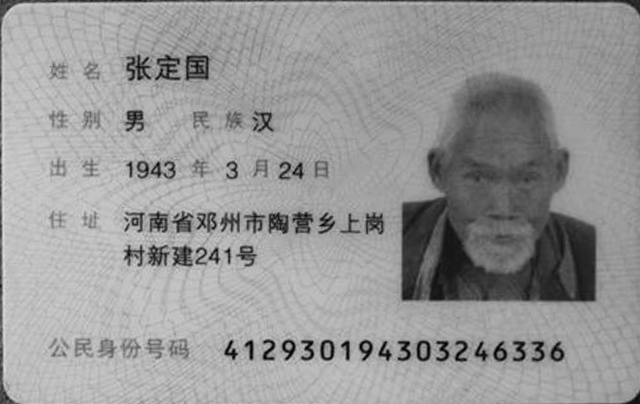 姓名 张定国
性别 男 民族 汉
出生 1943 年 3 月 24 日
住址 河南省邓州市陶营乡上岗
村新建241号
公民身份号码 412930194303246336